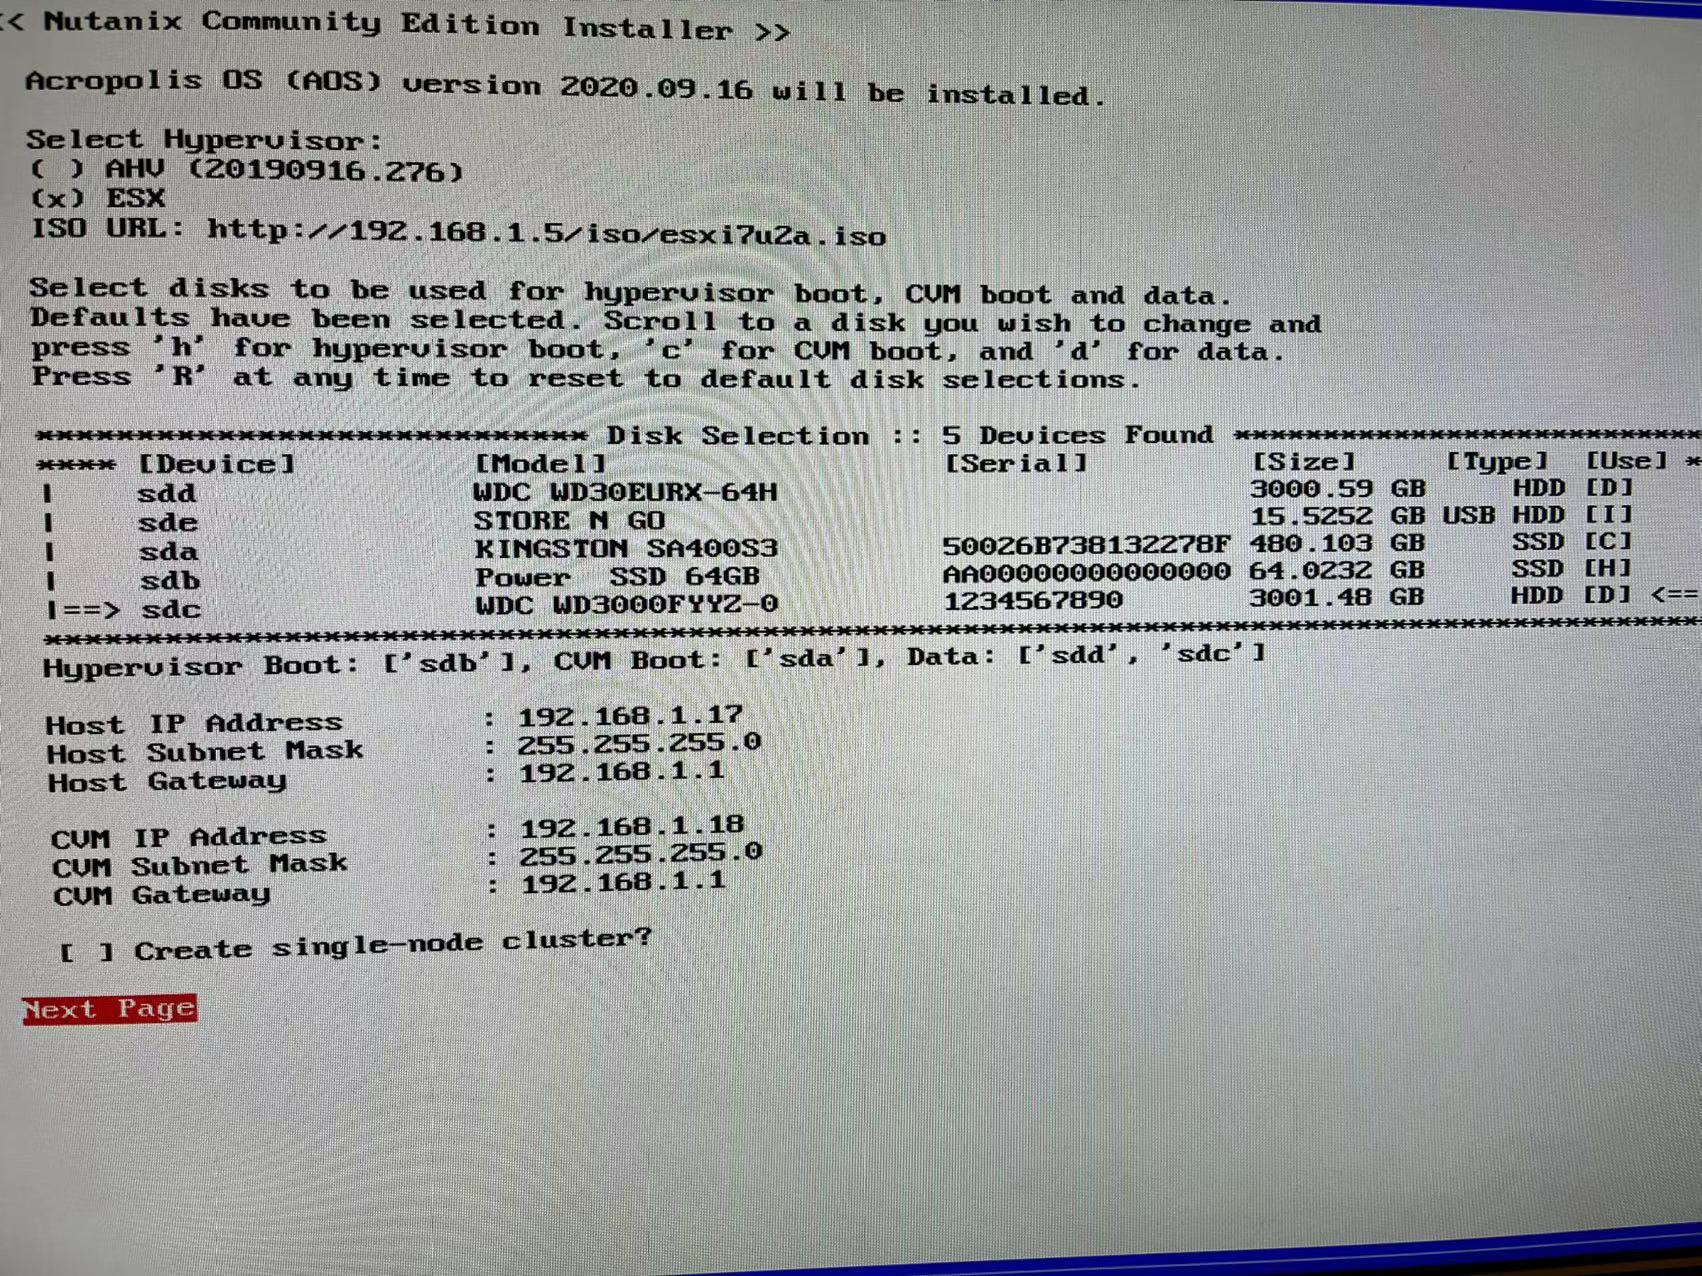 << Nutanix Community Edition Installer >>
Acropolis OS (AOS) version 2020.09.16 will be installed.
Select Hypervisor:
( ) AHV (20190916.276)
(x) ESX
ISO URL: http://192.168.1.5/iso/esxi7u2a.iso
Select disks to be used for hypervisor boot, CVM boot and data.
Defaults have been selected. Scroll to a disk you wish to change and
press 'h' for hypervisor boot, 'c' for CVM boot, and 'd' for data.
Press 'R' at any time to reset to default disk selections.
*************************** Disk Selection :: 5 Devices Found ***********************
**** [Device] [Model] [Serial] [Size] [Type] [Use] *
| sdd WDC WD30EURX-64H 3000.59 GB HDD [D]
| sde STORE N GO 15.5252 GB USB HDD [I]
| sda KINGSTON SA400S3 50026B738132278F 480.103 GB SSD [C]
| sdb Power SSD 64GB AA00000000000000 64.0232 GB SSD [H]
|==> sdc WDC WD3000FYYZ-0 1234567890 3001.48 GB HDD [D] <==
**********************************************************************************
Hypervisor Boot: ['sdb'], CVM Boot: ['sda'], Data: ['sdd', 'sdc']
Host IP Address : 192.168.1.17
Host Subnet Mask : 255.255.255.0
Host Gateway : 192.168.1.1
CVM IP Address : 192.168.1.18
CVM Subnet Mask : 255.255.255.0
CVM Gateway : 192.168.1.1
[ ] Create single-node cluster?
Next Page